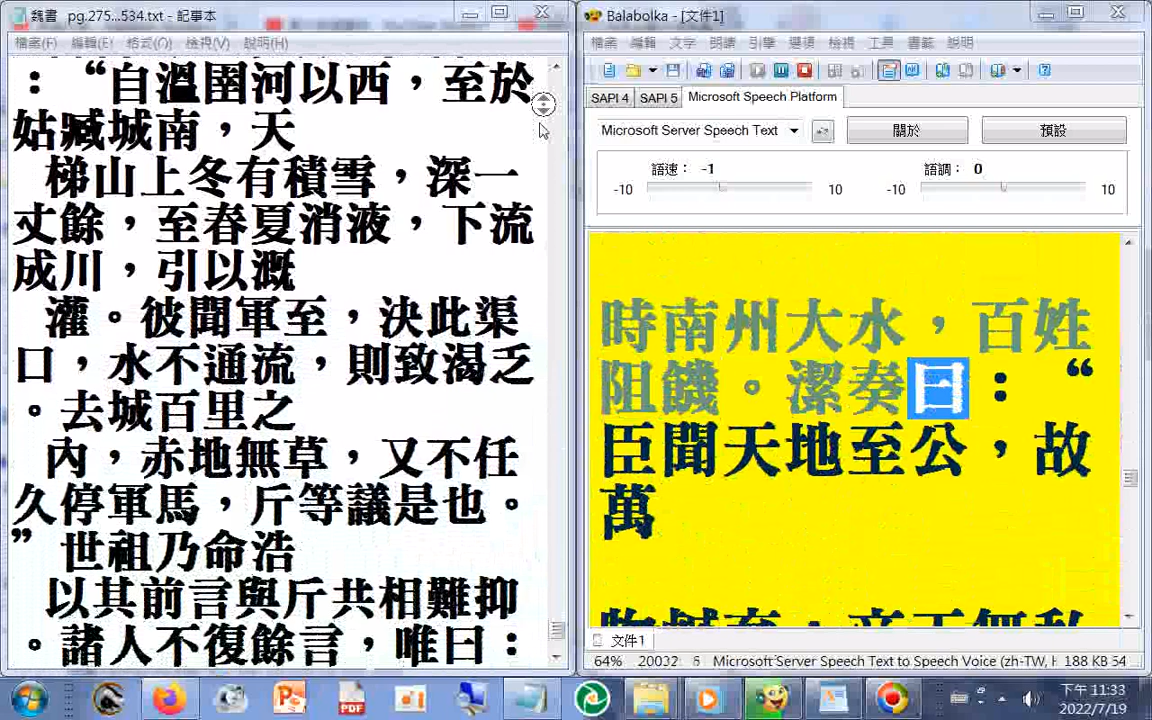 魏書 pg.275...534.txt - 記事本
檔案(F) 編輯(E) 格式(O) 檢視(V) 說明(H)
：“自溫圉河以西，至於
姑臧城南，天
梯山上冬有積雪，深一
丈餘，至春夏消液，下流
成川，引以溉
灌。彼聞軍至，決此渠
口，水不通流，則致渴乏
。去城百里之
內，赤地無草，又不任
久停軍馬，斤等議是也。
”世祖乃命浩
以其前言與斤共相難抑
。諸人不復餘言，唯曰：
Balabolka - [文件1]
檔案 編輯 文字 朗讀 引擎 選項 檢視 工具 書籤 說明
SAPI 4 SAPI 5 Microsoft Speech Platform
Microsoft Server Speech Text 關於 預設
語速： -1 語調： 0
-10 10 -10 10
時南州大水，百姓
阻饑。潔奏曰：“
臣聞天地至公，故
萬
文件1
64% 20032 Microsoft Server Speech Text to Speech Voice (zh-TW, H 188 KB 54
PDF
下午 11:33
2022/7/19